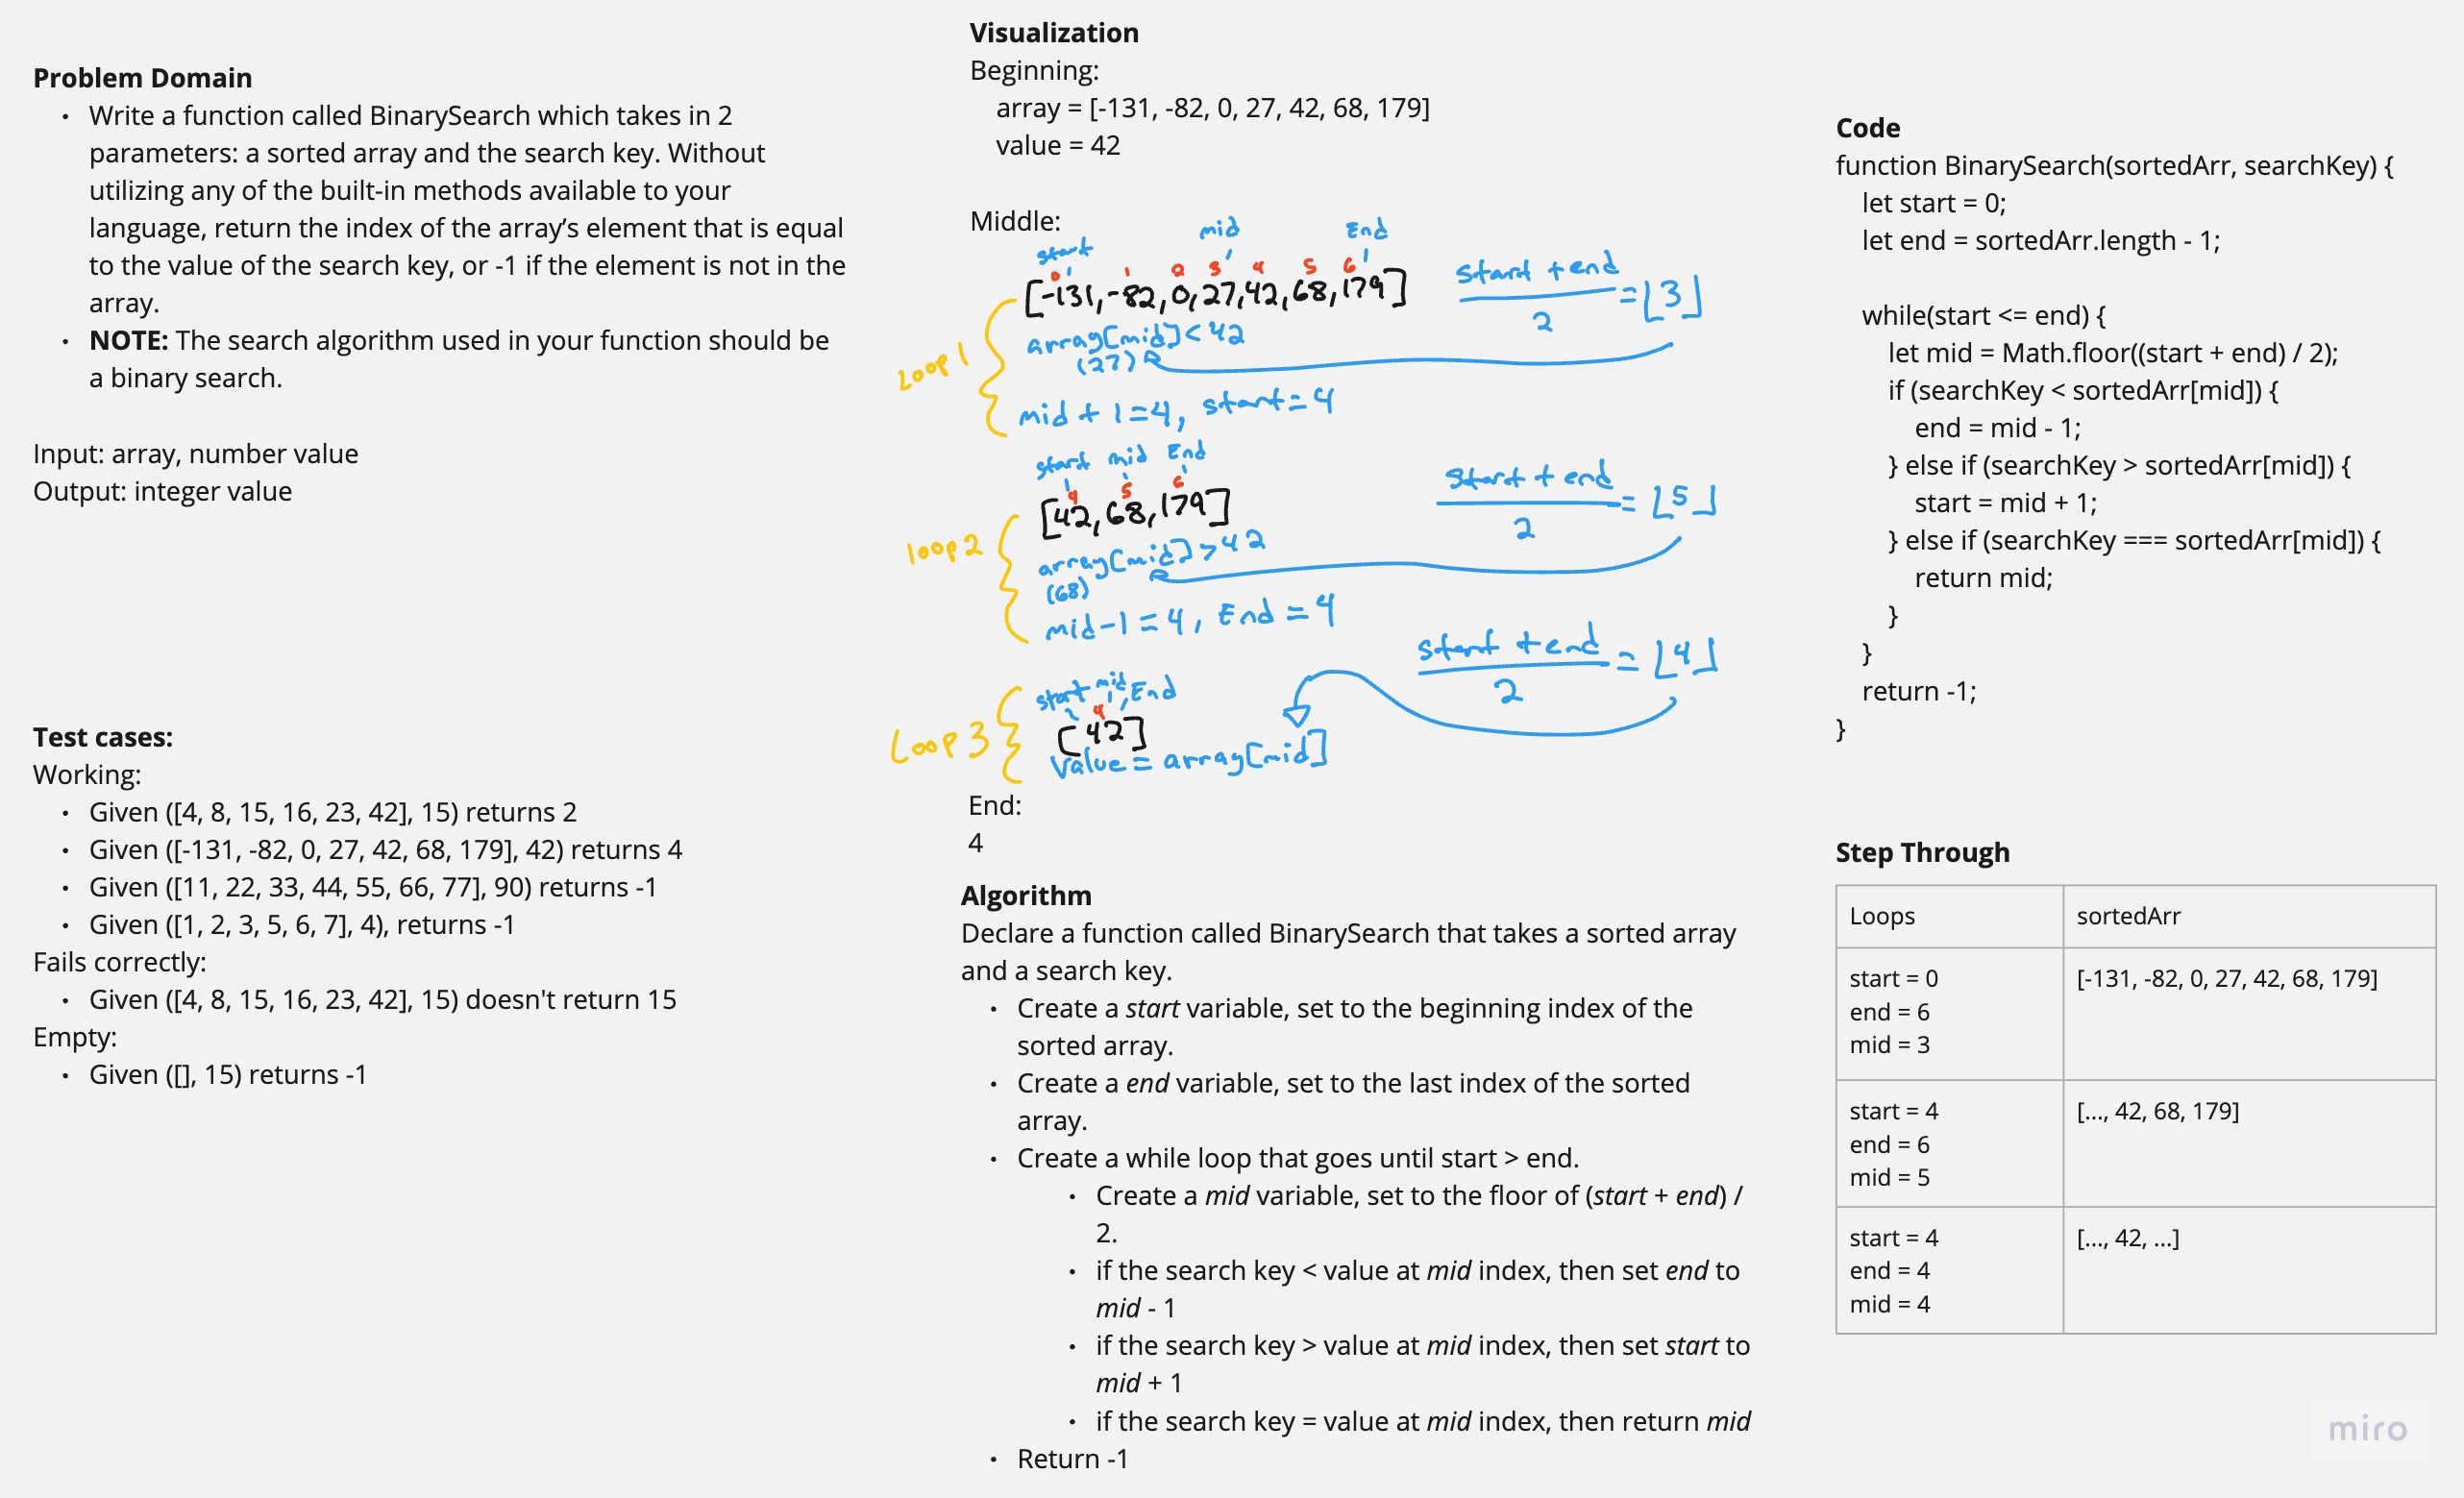 Problem Domain
• Write a function called BinarySearch which takes in 2
parameters: a sorted array and the search key. Without
utilizing any of the built-in methods available to your
language, return the index of the array’s element that is equal
to the value of the search key, or -1 if the element is not in the
array.
• NOTE: The search algorithm used in your function should be
a binary search.
Input: array, number value
Output: integer value
Test cases:
Working:
• Given ([4, 8, 15, 16, 23, 42], 15) returns 2
• Given ([-131, -82, 0, 27, 42, 68, 179], 42) returns 4
• Given ([11, 22, 33, 44, 55, 66, 77], 90) returns -1
• Given ([1, 2, 3, 5, 6, 7], 4), returns -1
Fails correctly:
• Given ([4, 8, 15, 16, 23, 42], 15) doesn't return 15
Empty:
• Given ([], 15) returns -1
Visualization
Beginning:
array = [-131, -82, 0, 27, 42, 68, 179]
value = 42
Middle:
start mid End
0 1 2 3 4 5 6
[-131,-82,0,27,42,68,179]
start + end
2
= ⌊3⌋
Loop 1
array[mid] < 42
(27)
mid + 1 = 4, start = 4
start mid End
4 5 6
[42,68,179]
start + end
2
= ⌊5⌋
loop 2
array[mid] > 42
(68)
mid - 1 = 4, End = 4
start mid End
4
[42]
start + end
2
= ⌊4⌋
Loop 3
Value = array[mid]
End:
4
Algorithm
Declare a function called BinarySearch that takes a sorted array
and a search key.
• Create a start variable, set to the beginning index of the
sorted array.
• Create a end variable, set to the last index of the sorted
array.
• Create a while loop that goes until start > end.
• Create a mid variable, set to the floor of (start + end) /
2.
• if the search key < value at mid index, then set end to
mid - 1
• if the search key > value at mid index, then set start to
mid + 1
• if the search key = value at mid index, then return mid
• Return -1
Code
function BinarySearch(sortedArr, searchKey) {
let start = 0;
let end = sortedArr.length - 1;
while(start <= end) {
let mid = Math.floor((start + end) / 2);
if (searchKey < sortedArr[mid]) {
end = mid - 1;
} else if (searchKey > sortedArr[mid]) {
start = mid + 1;
} else if (searchKey === sortedArr[mid]) {
return mid;
}
}
return -1;
}
Step Through
Loops sortedArr
start = 0 [-131, -82, 0, 27, 42, 68, 179]
end = 6
mid = 3
start = 4 [..., 42, 68, 179]
end = 6
mid = 5
start = 4 [..., 42, ...]
end = 4
mid = 4
miro